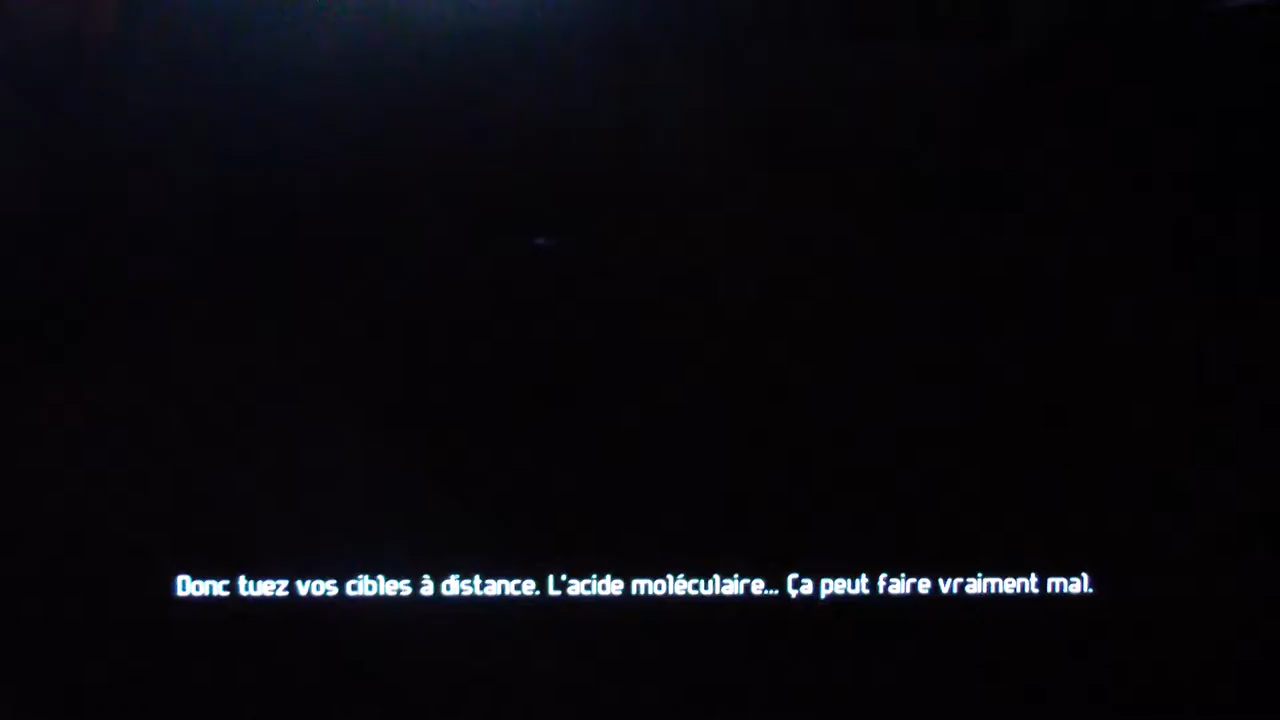 Donc tuez vos cibles à distance. L'acide moléculaire... Ça peut faire vraiment mal.